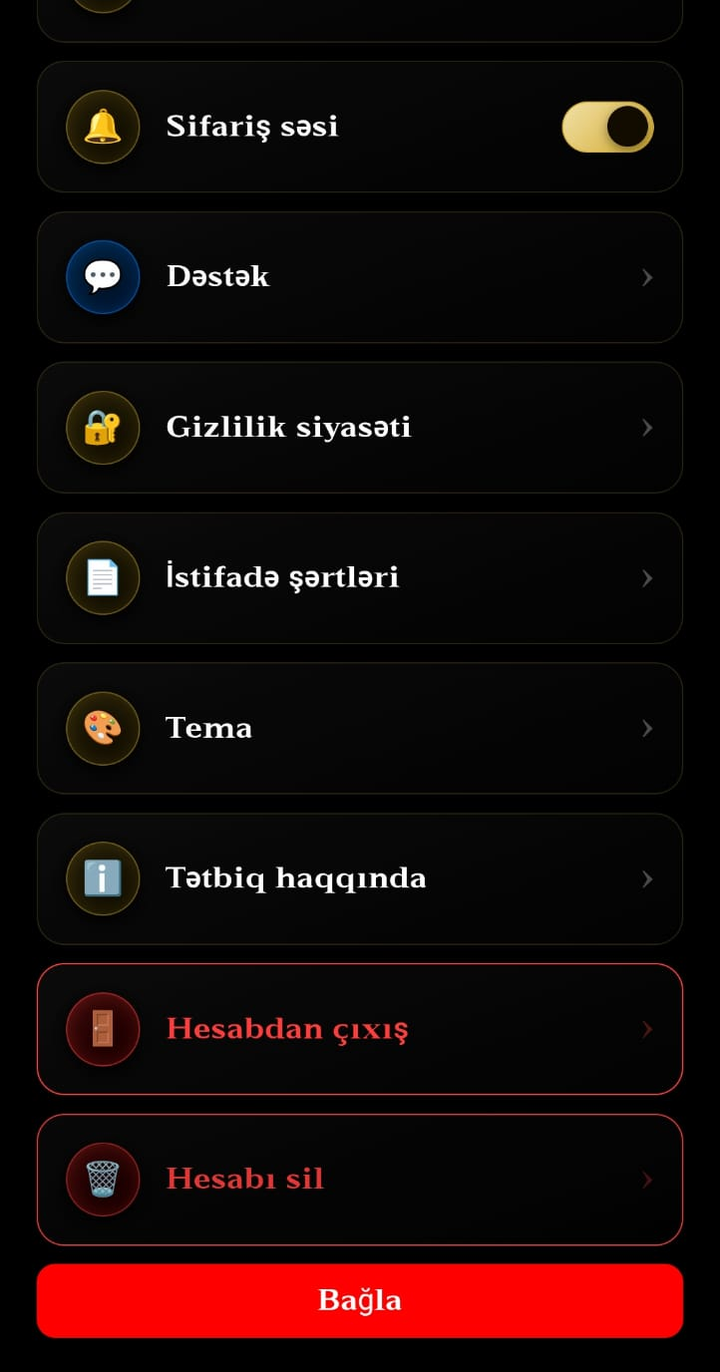 Sifariş səsi
Dəstək
Gizlilik siyasəti
İstifadə şərtləri
Tema
Tətbiq haqqında
Hesabdan çıxış
Hesabı sil
Bağla